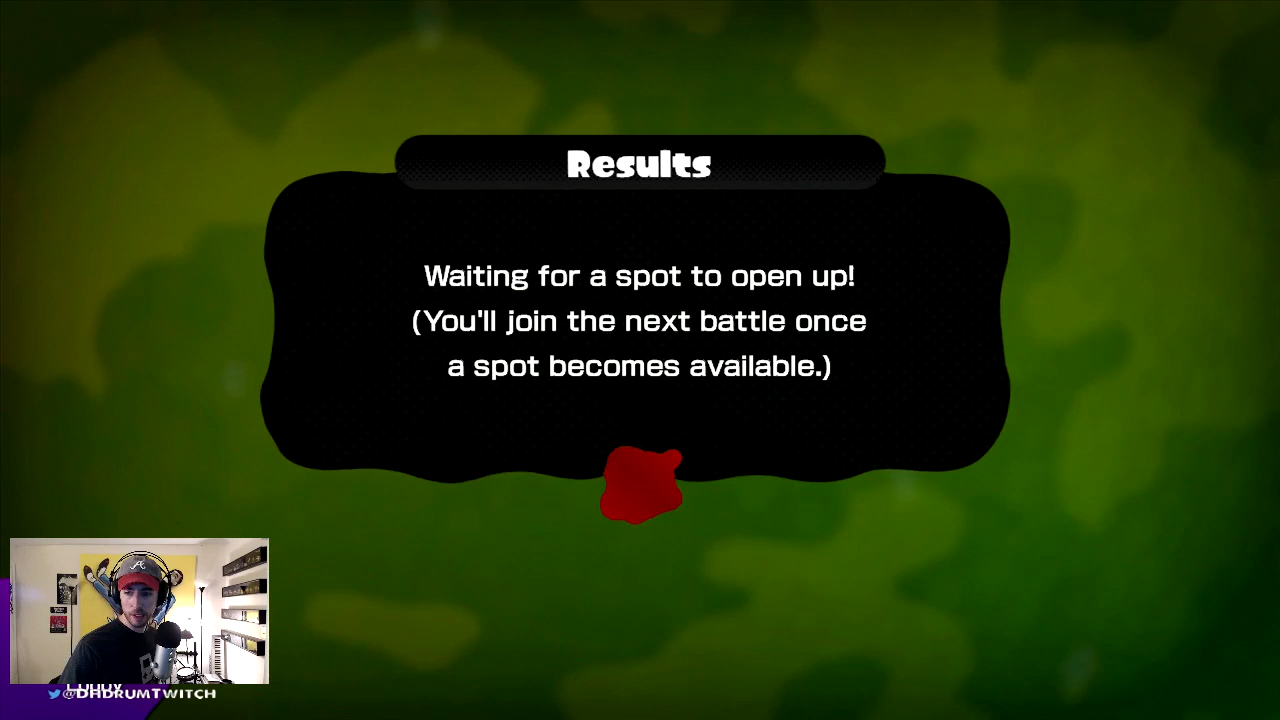 Results
Waiting for a spot to open up!
(You'll join the next battle once
a spot becomes available.)
@DHDRUMTWITCH